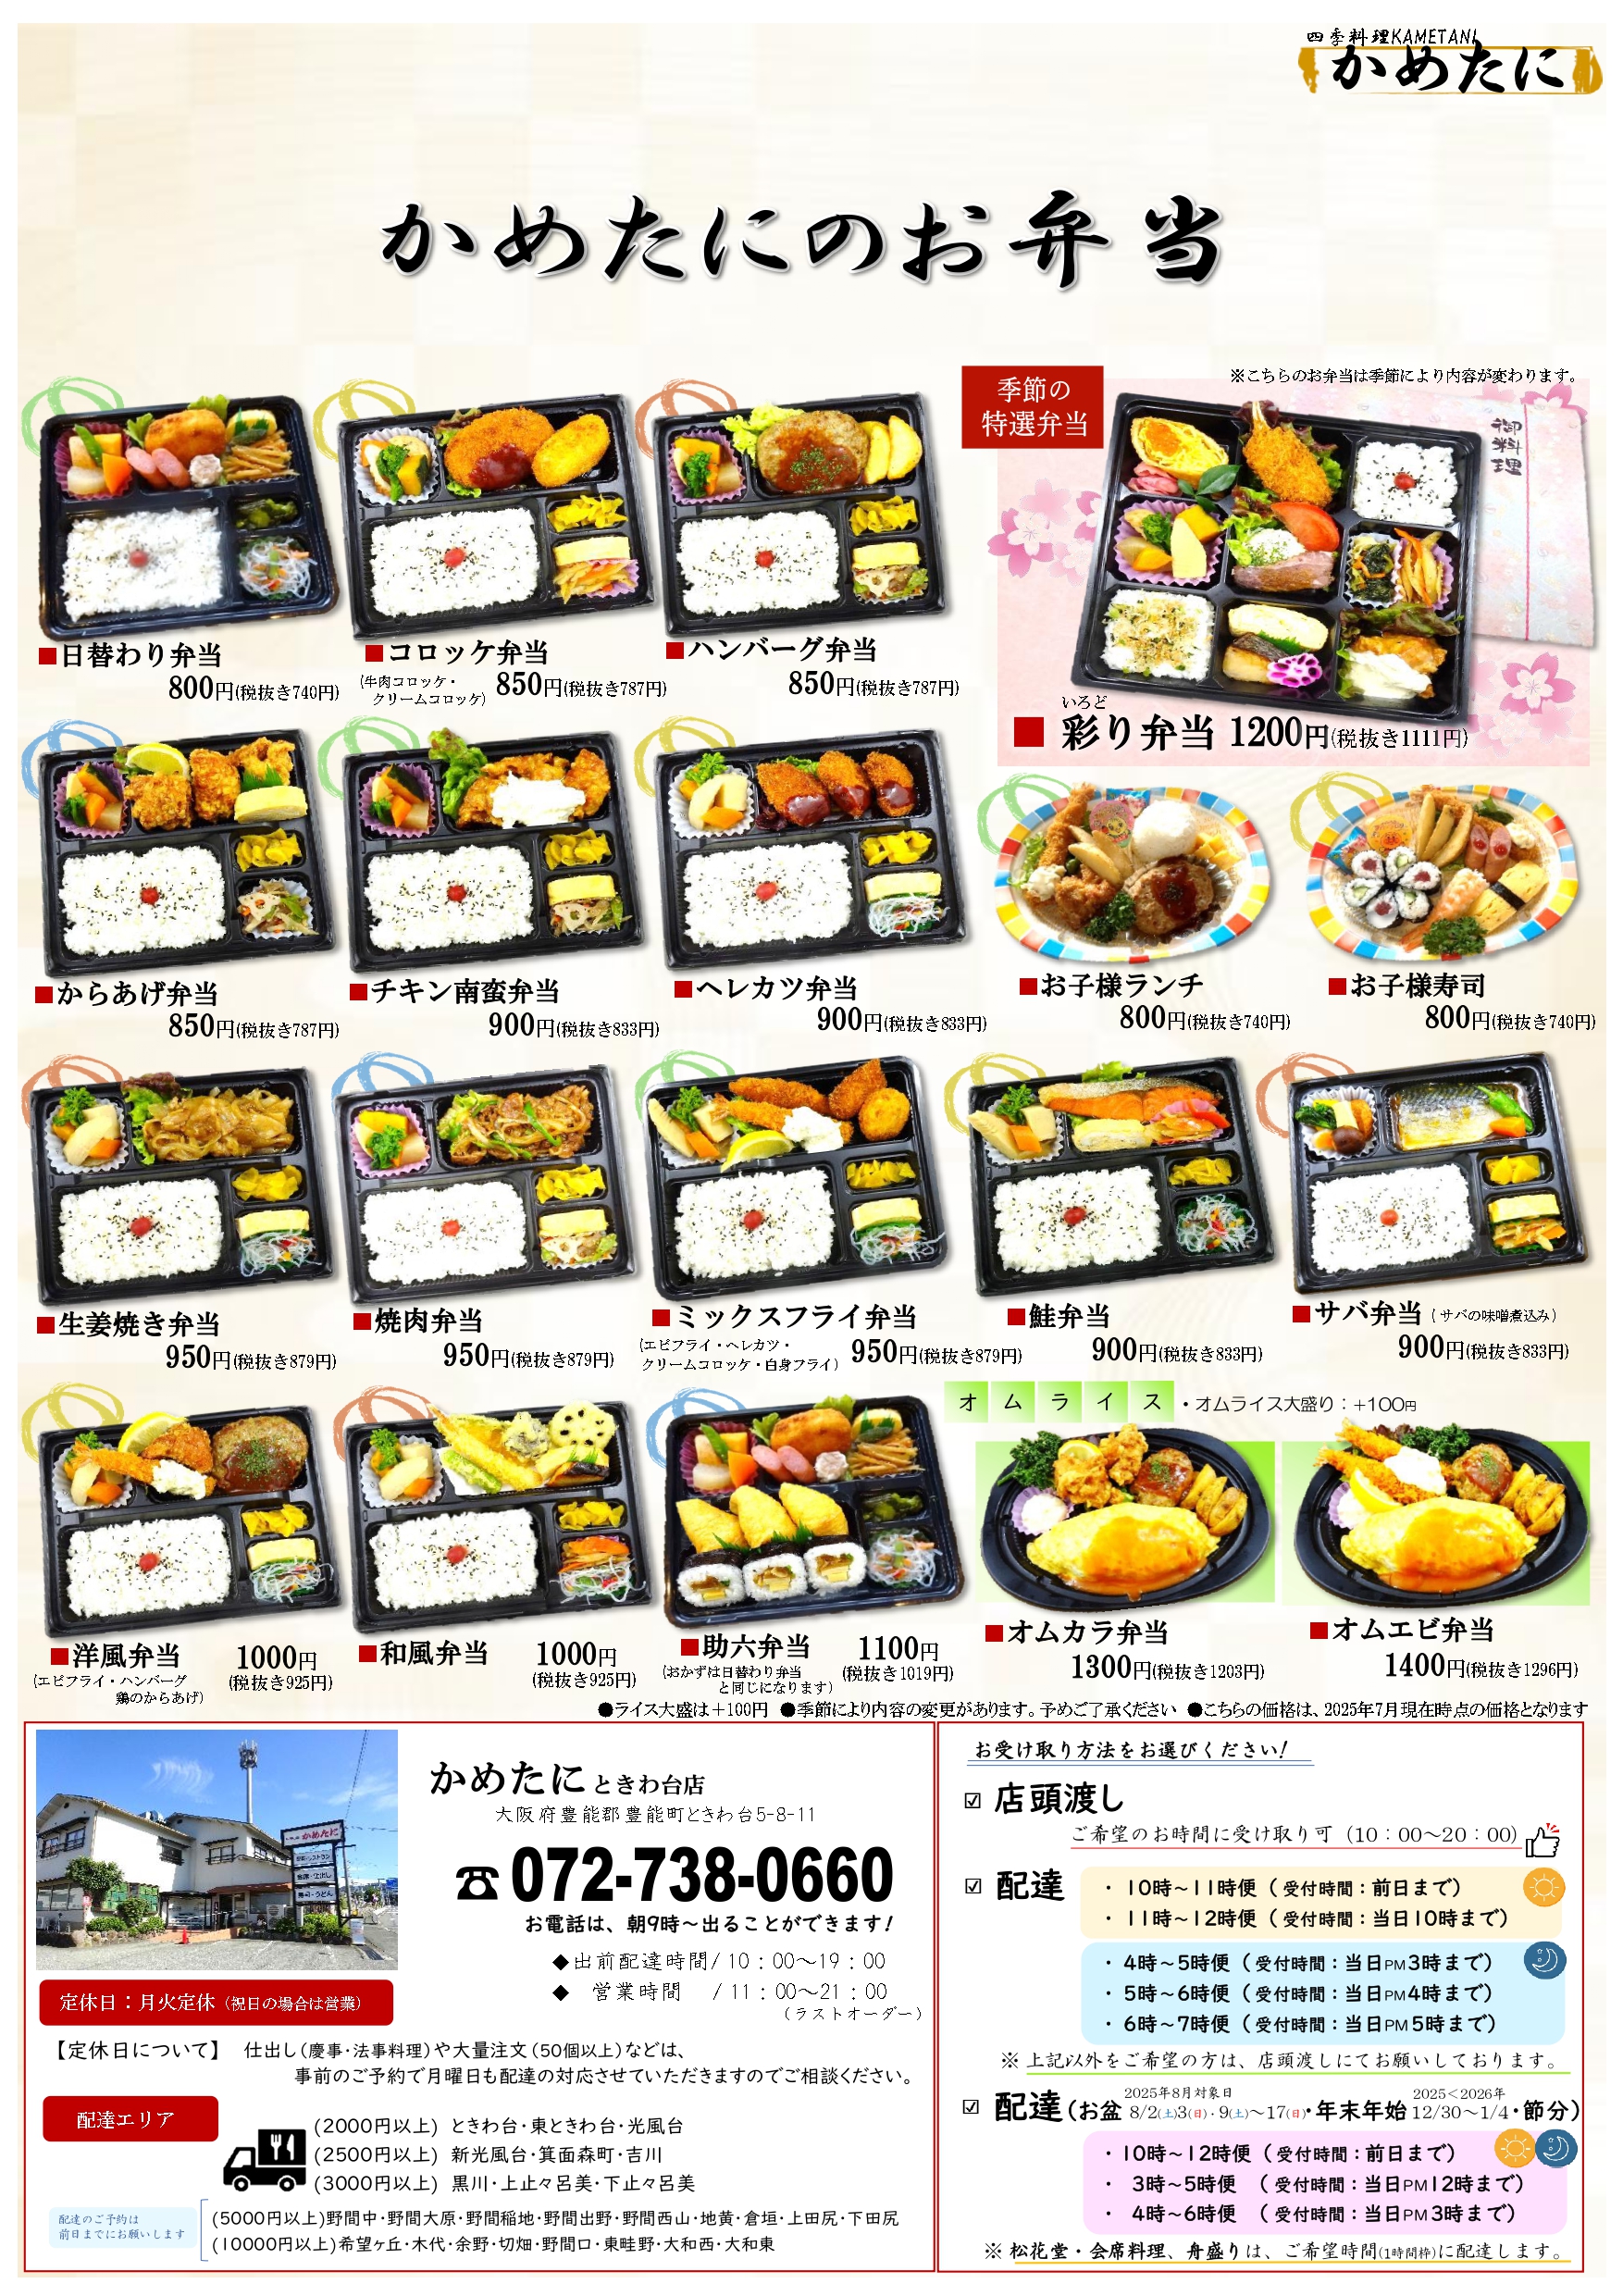 四季料理KAMETANI
かめたに
かめたにのお弁当
季節の
特選弁当
※こちらのお弁当は季節により内容が変わります。
御料理
■日替わり弁当
800円(税抜き740円)
■コロッケ弁当
(牛肉コロッケ・
クリームコロッケ)
850円(税抜き787円)
■ハンバーグ弁当
850円(税抜き787円)
いろど
■彩り弁当 1200円(税抜き1111円)
■からあげ弁当
850円(税抜き787円)
■チキン南蛮弁当
900円(税抜き833円)
■ヘレカツ弁当
900円(税抜き833円)
■お子様ランチ
800円(税抜き740円)
■お子様寿司
800円(税抜き740円)
■生姜焼き弁当
950円(税抜き879円)
■焼肉弁当
950円(税抜き879円)
■ミックスフライ弁当
(エビフライ・ヘレカツ・
クリームコロッケ・白身フライ)
950円(税抜き879円)
■鮭弁当
900円(税抜き833円)
■サバ弁当(サバの味噌煮込み)
900円(税抜き833円)
オムライス ・オムライス大盛り：+100円
■洋風弁当 1000円
(エビフライ・ハンバーグ
鶏のからあげ)
(税抜き925円)
■和風弁当 1000円
(税抜き925円)
■助六弁当 1100円
(おかずは日替わり弁当
と同じになります)
(税抜き1019円)
■オムカラ弁当
1300円(税抜き1203円)
■オムエビ弁当
1400円(税抜き1296円)
●ライス大盛は＋100円 ●季節により内容の変更があります。予めご了承ください ●こちらの価格は、2025年7月現在時点の価格となります
かめたに
かめたに ときわ台店
大阪府豊能郡豊能町ときわ台5-8-11
☎072-738-0660
お電話は、朝9時～出ることができます!
◆出前配達時間/ 10：00～19：00
◆ 営業時間 / 11：00～21：00
(ラストオーダー)
定休日：月火定休（祝日の場合は営業）
【定休日について】 仕出し(慶事・法事料理)や大量注文(50個以上)などは、
事前のご予約で月曜日も配達の対応させていただきますのでご相談ください。
配達エリア
(2000円以上) ときわ台・東ときわ台・光風台
(2500円以上) 新光風台・箕面森町・吉川
(3000円以上) 黒川・上止々呂美・下止々呂美
配達のご予約は
前日までにお願いします
(5000円以上)野間中・野間大原・野間稲地・野間出野・野間西山・地黄・倉垣・上田尻・下田尻
(10000円以上)希望ヶ丘・木代・余野・切畑・野間口・東畦野・大和西・大和東
お受け取り方法をお選びください!
☑ 店頭渡し
ご希望のお時間に受け取り可（10：00～20：00）
☑ 配達
・10時～11時便（受付時間：前日まで）
・11時～12時便（受付時間：当日10時まで）
・4時～5時便（受付時間：当日PM3時まで）
・5時～6時便（受付時間：当日PM4時まで）
・6時～7時便（受付時間：当日PM5時まで）
※ 上記以外をご希望の方は、店頭渡しにてお願いしております。
2025年8月対象日 2025＜2026年
☑ 配達(お盆 8/2(土)3(日)・9(土)～17(日)・年末年始 12/30～1/4・節分)
・10時～12時便（受付時間：前日まで）
・3時～5時便（受付時間：当日PM12時まで）
・4時～6時便（受付時間：当日PM3時まで）
※ 松花堂・会席料理、舟盛りは、ご希望時間(1時間枠)に配達します。